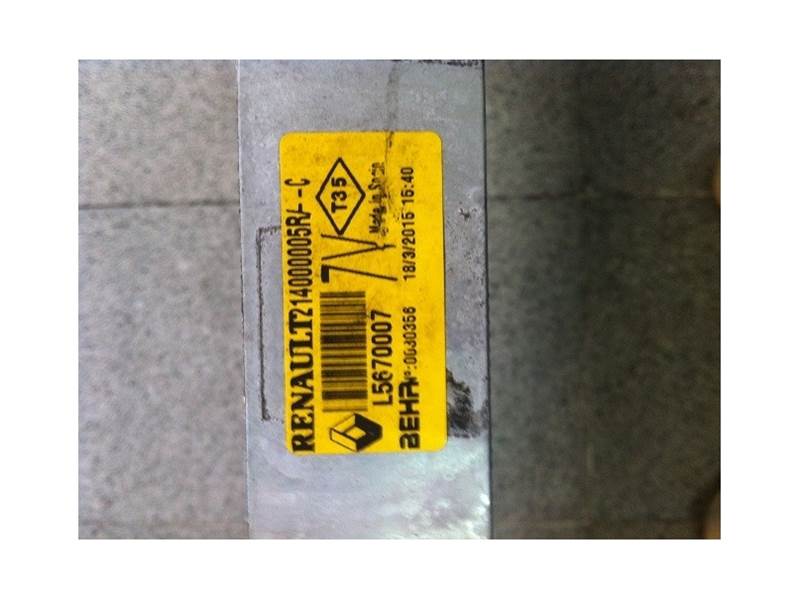 RENAULT 214000005R/--C
7V
T35
Made in Spain
L5670007
BEHR 18/3/2015 15:40